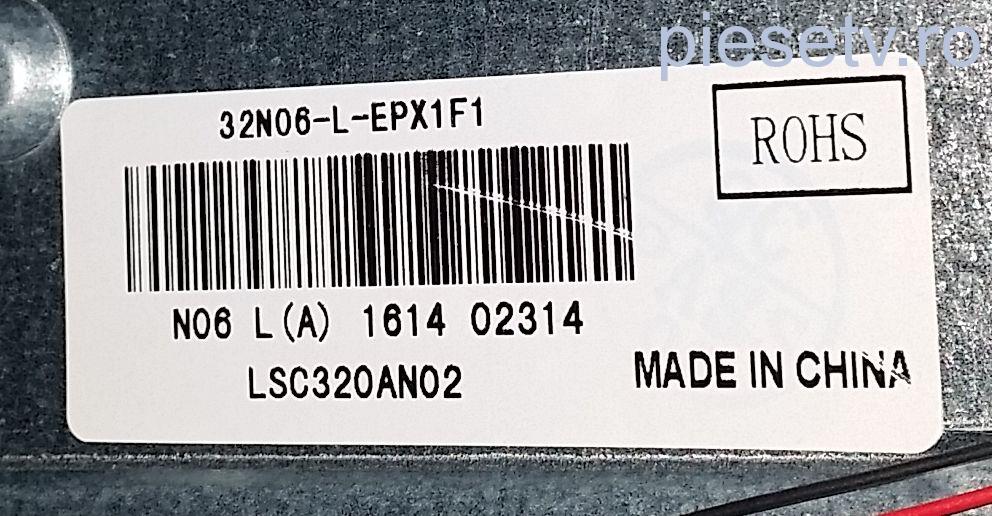 piesetv.ro
32N06-L-EPX1F1
ROHS
N06 L(A) 1614 02314
LSC320AN02
MADE IN CHINA